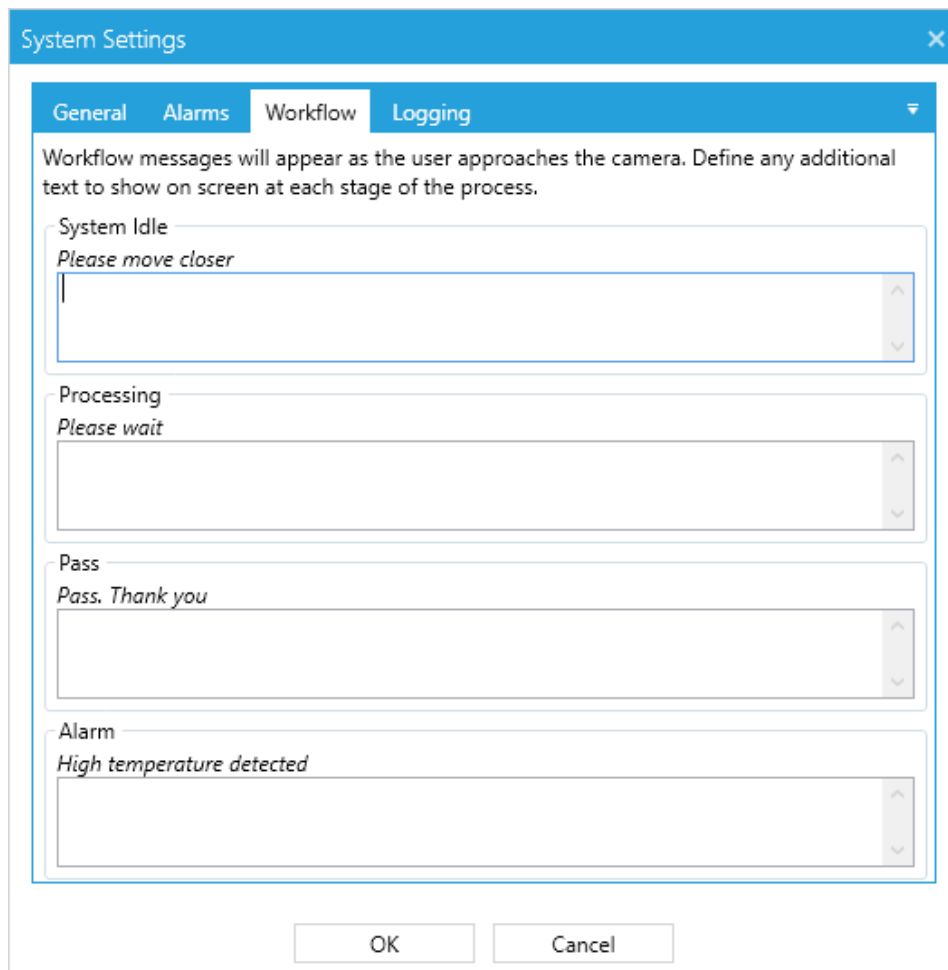 System Settings
General Alarms Workflow Logging
Workflow messages will appear as the user approaches the camera. Define any additional
text to show on screen at each stage of the process.
System Idle
Please move closer
Processing
Please wait
Pass
Pass. Thank you
Alarm
High temperature detected
OK Cancel